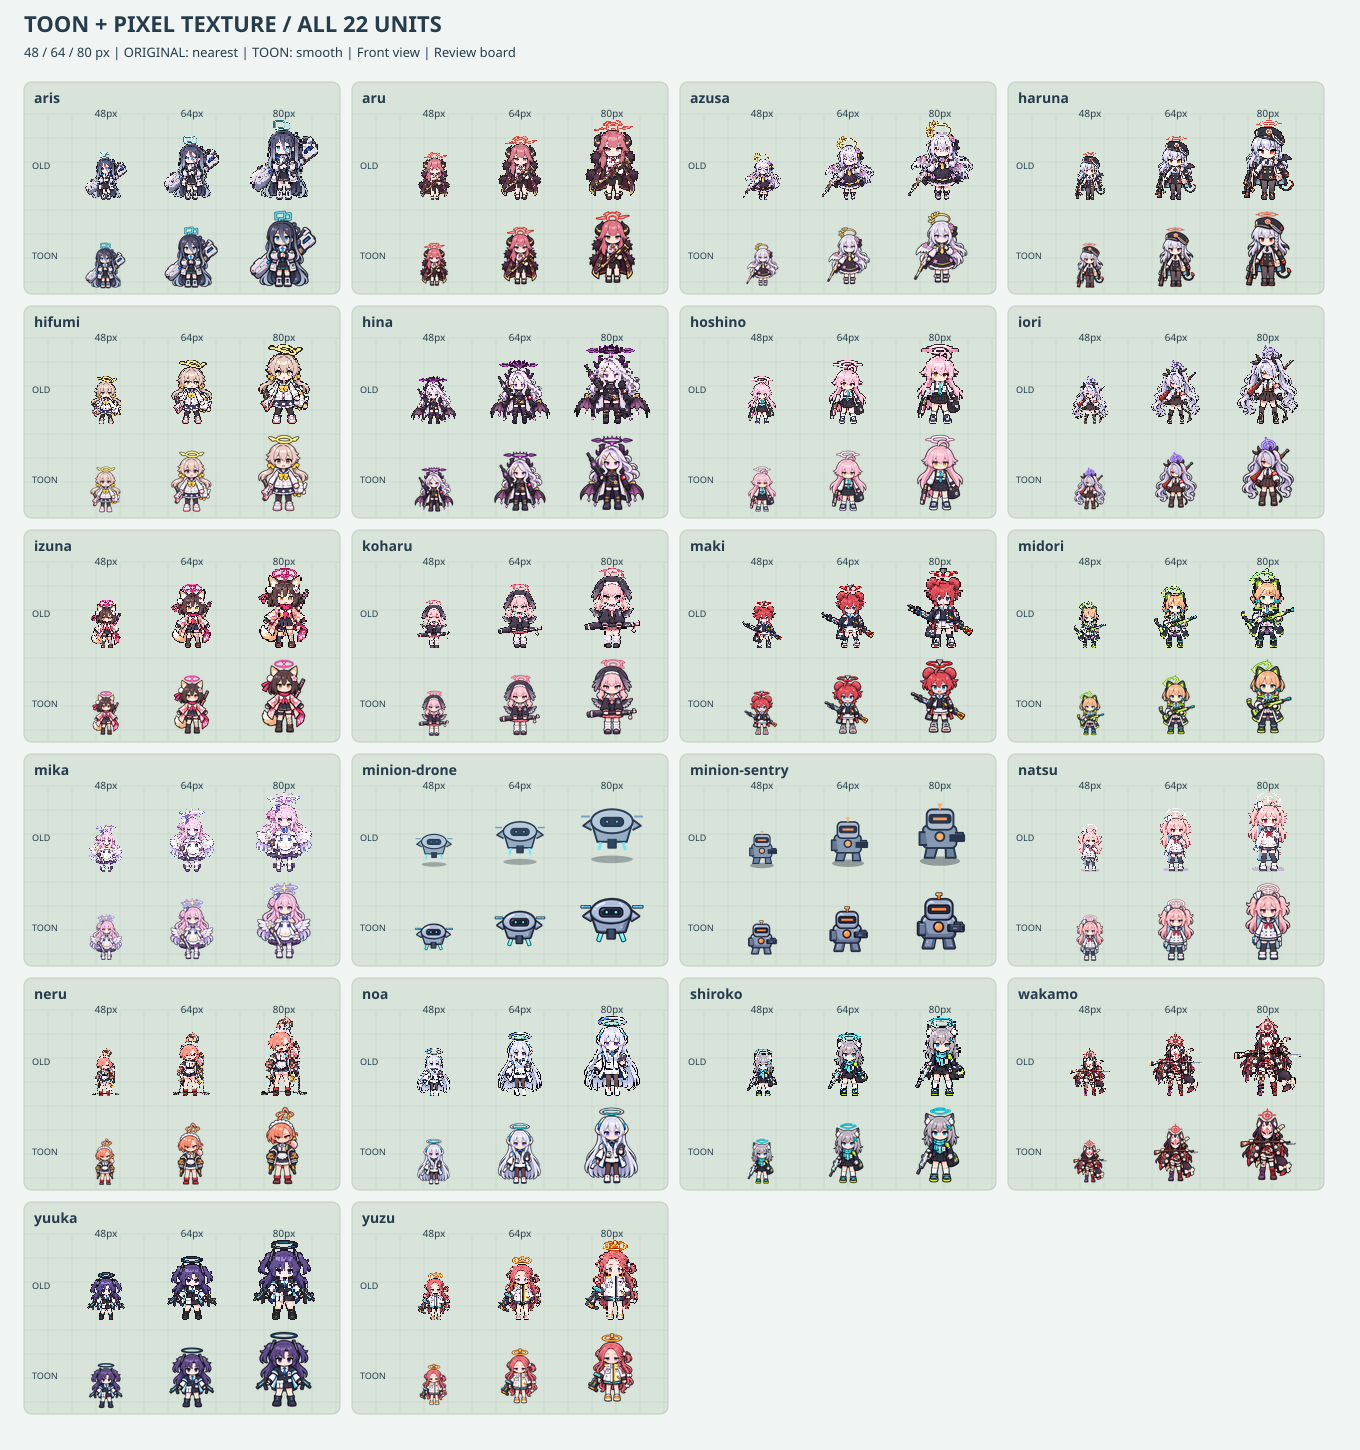 TOON + PIXEL TEXTURE / ALL 22 UNITS
48 / 64 / 80 px | ORIGINAL: nearest | TOON: smooth | Front view | Review board
aris
48px 64px 80px
OLD
TOON
aru
48px 64px 80px
OLD
TOON
azusa
48px 64px 80px
OLD
TOON
haruna
48px 64px 80px
OLD
TOON
hifumi
48px 64px 80px
OLD
TOON
hina
48px 64px 80px
OLD
TOON
hoshino
48px 64px 80px
OLD
TOON
iori
48px 64px 80px
OLD
TOON
izuna
48px 64px 80px
OLD
TOON
koharu
48px 64px 80px
OLD
TOON
maki
48px 64px 80px
OLD
TOON
midori
48px 64px 80px
OLD
TOON
mika
48px 64px 80px
OLD
TOON
minion-drone
48px 64px 80px
OLD
TOON
minion-sentry
48px 64px 80px
OLD
TOON
natsu
48px 64px 80px
OLD
TOON
neru
48px 64px 80px
OLD
TOON
noa
48px 64px 80px
OLD
TOON
shiroko
48px 64px 80px
OLD
TOON
wakamo
48px 64px 80px
OLD
TOON
yuuka
48px 64px 80px
OLD
TOON
yuzu
48px 64px 80px
OLD
TOON